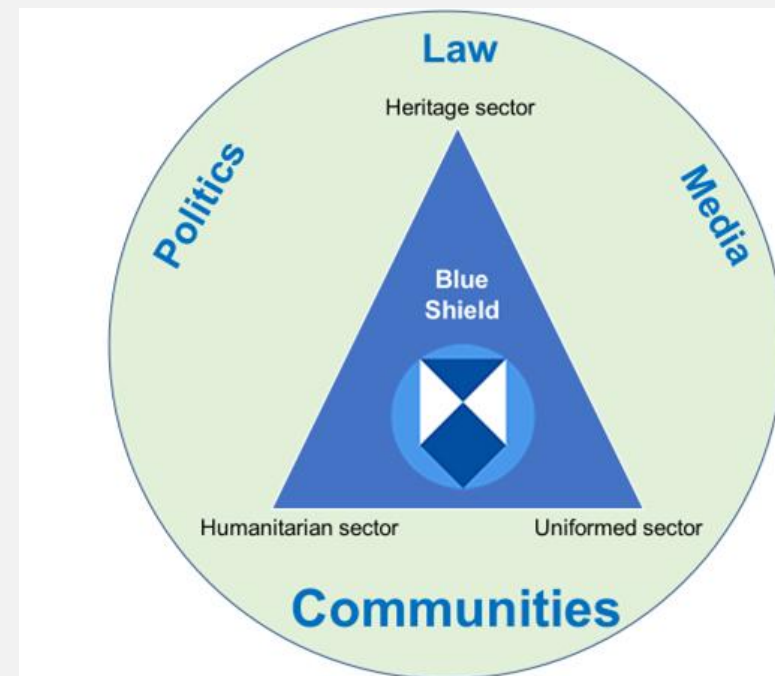 Law
Heritage sector
Politics
Media
Blue
Shield
Humanitarian sector
Uniformed sector
Communities